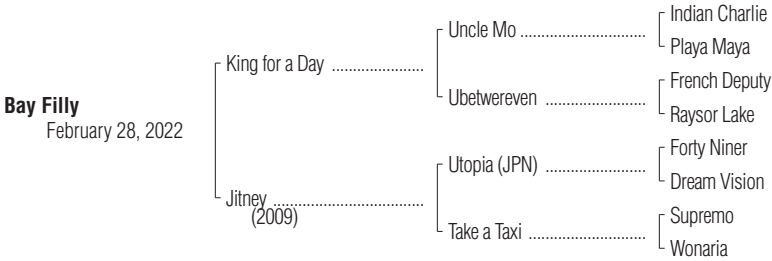 Indian Charlie
Uncle Mo ..............................
Playa Maya
King for a Day ......................
French Deputy
Ubetwereven ........................
Raysor Lake
Bay Filly
February 28, 2022
Forty Niner
Utopia (JPN) ........................
Dream Vision
Jitney ....................................
(2009)
Supremo
Take a Taxi ............................
Wonaria